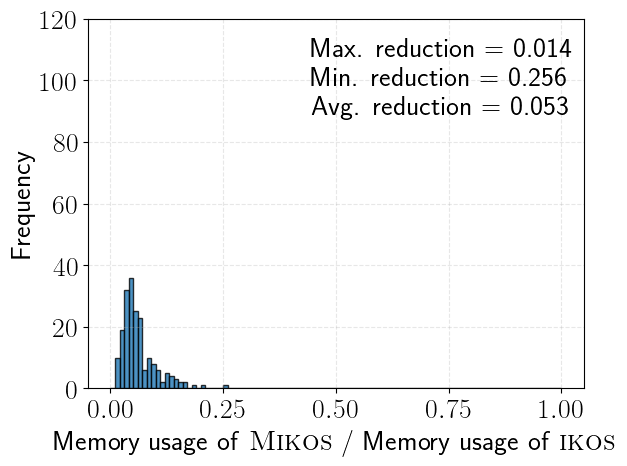 120
100
80
60
40
20
0
Frequency
Max. reduction = 0.014
Min. reduction = 0.256
Avg. reduction = 0.053
0.00 0.25 0.50 0.75 1.00
Memory usage of MIKOS / Memory usage of IKOS